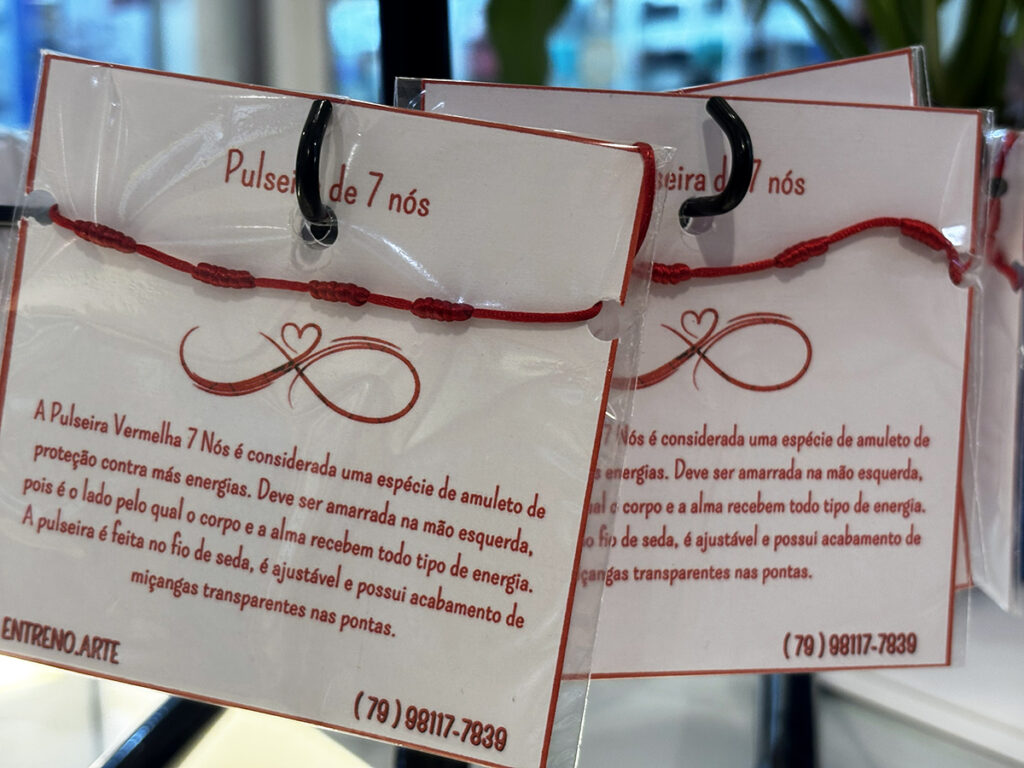 Pulseira de 7 nós
A Pulseira Vermelha 7 Nós é considerada uma espécie de amuleto de
proteção contra más energias. Deve ser amarrada na mão esquerda,
pois é o lado pelo qual o corpo e a alma recebem todo tipo de energia.
A pulseira é feita no fio de seda, é ajustável e possui acabamento de
miçangas transparentes nas pontas.
ENTRENO.ARTE
(79) 98117-7839
seira de 7 nós
7 Nós é considerada uma espécie de amuleto de
energias. Deve ser amarrada na mão esquerda,
o corpo e a alma recebem todo tipo de energia.
fio de seda, é ajustável e possui acabamento de
içangas transparentes nas pontas.
(79) 98117-7839